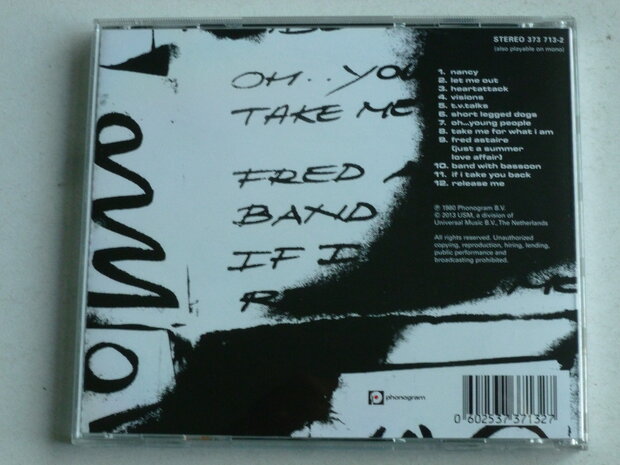 STEREO 373 713-2
(also playable on mono)
OH.. YOU
TAKE ME
FRED A
BAND
IF I
1. nancy
2. let me out
3. heartattack
4. visions
5. t.v.talks
6. short legged dogs
7. oh...young people
8. take me for what i am
9. fred astaire
(just a summer
love affair)
10. band with bassoon
11. if i take you back
12. release me
℗ 1980 Phonogram B.V.
© 2013 USM, a division of
Universal Music B.V., The Netherlands
All rights reserved. Unauthorized
copying, reproduction, hiring, lending,
public performance and
broadcasting prohibited.
phonogram
0 602537 371327